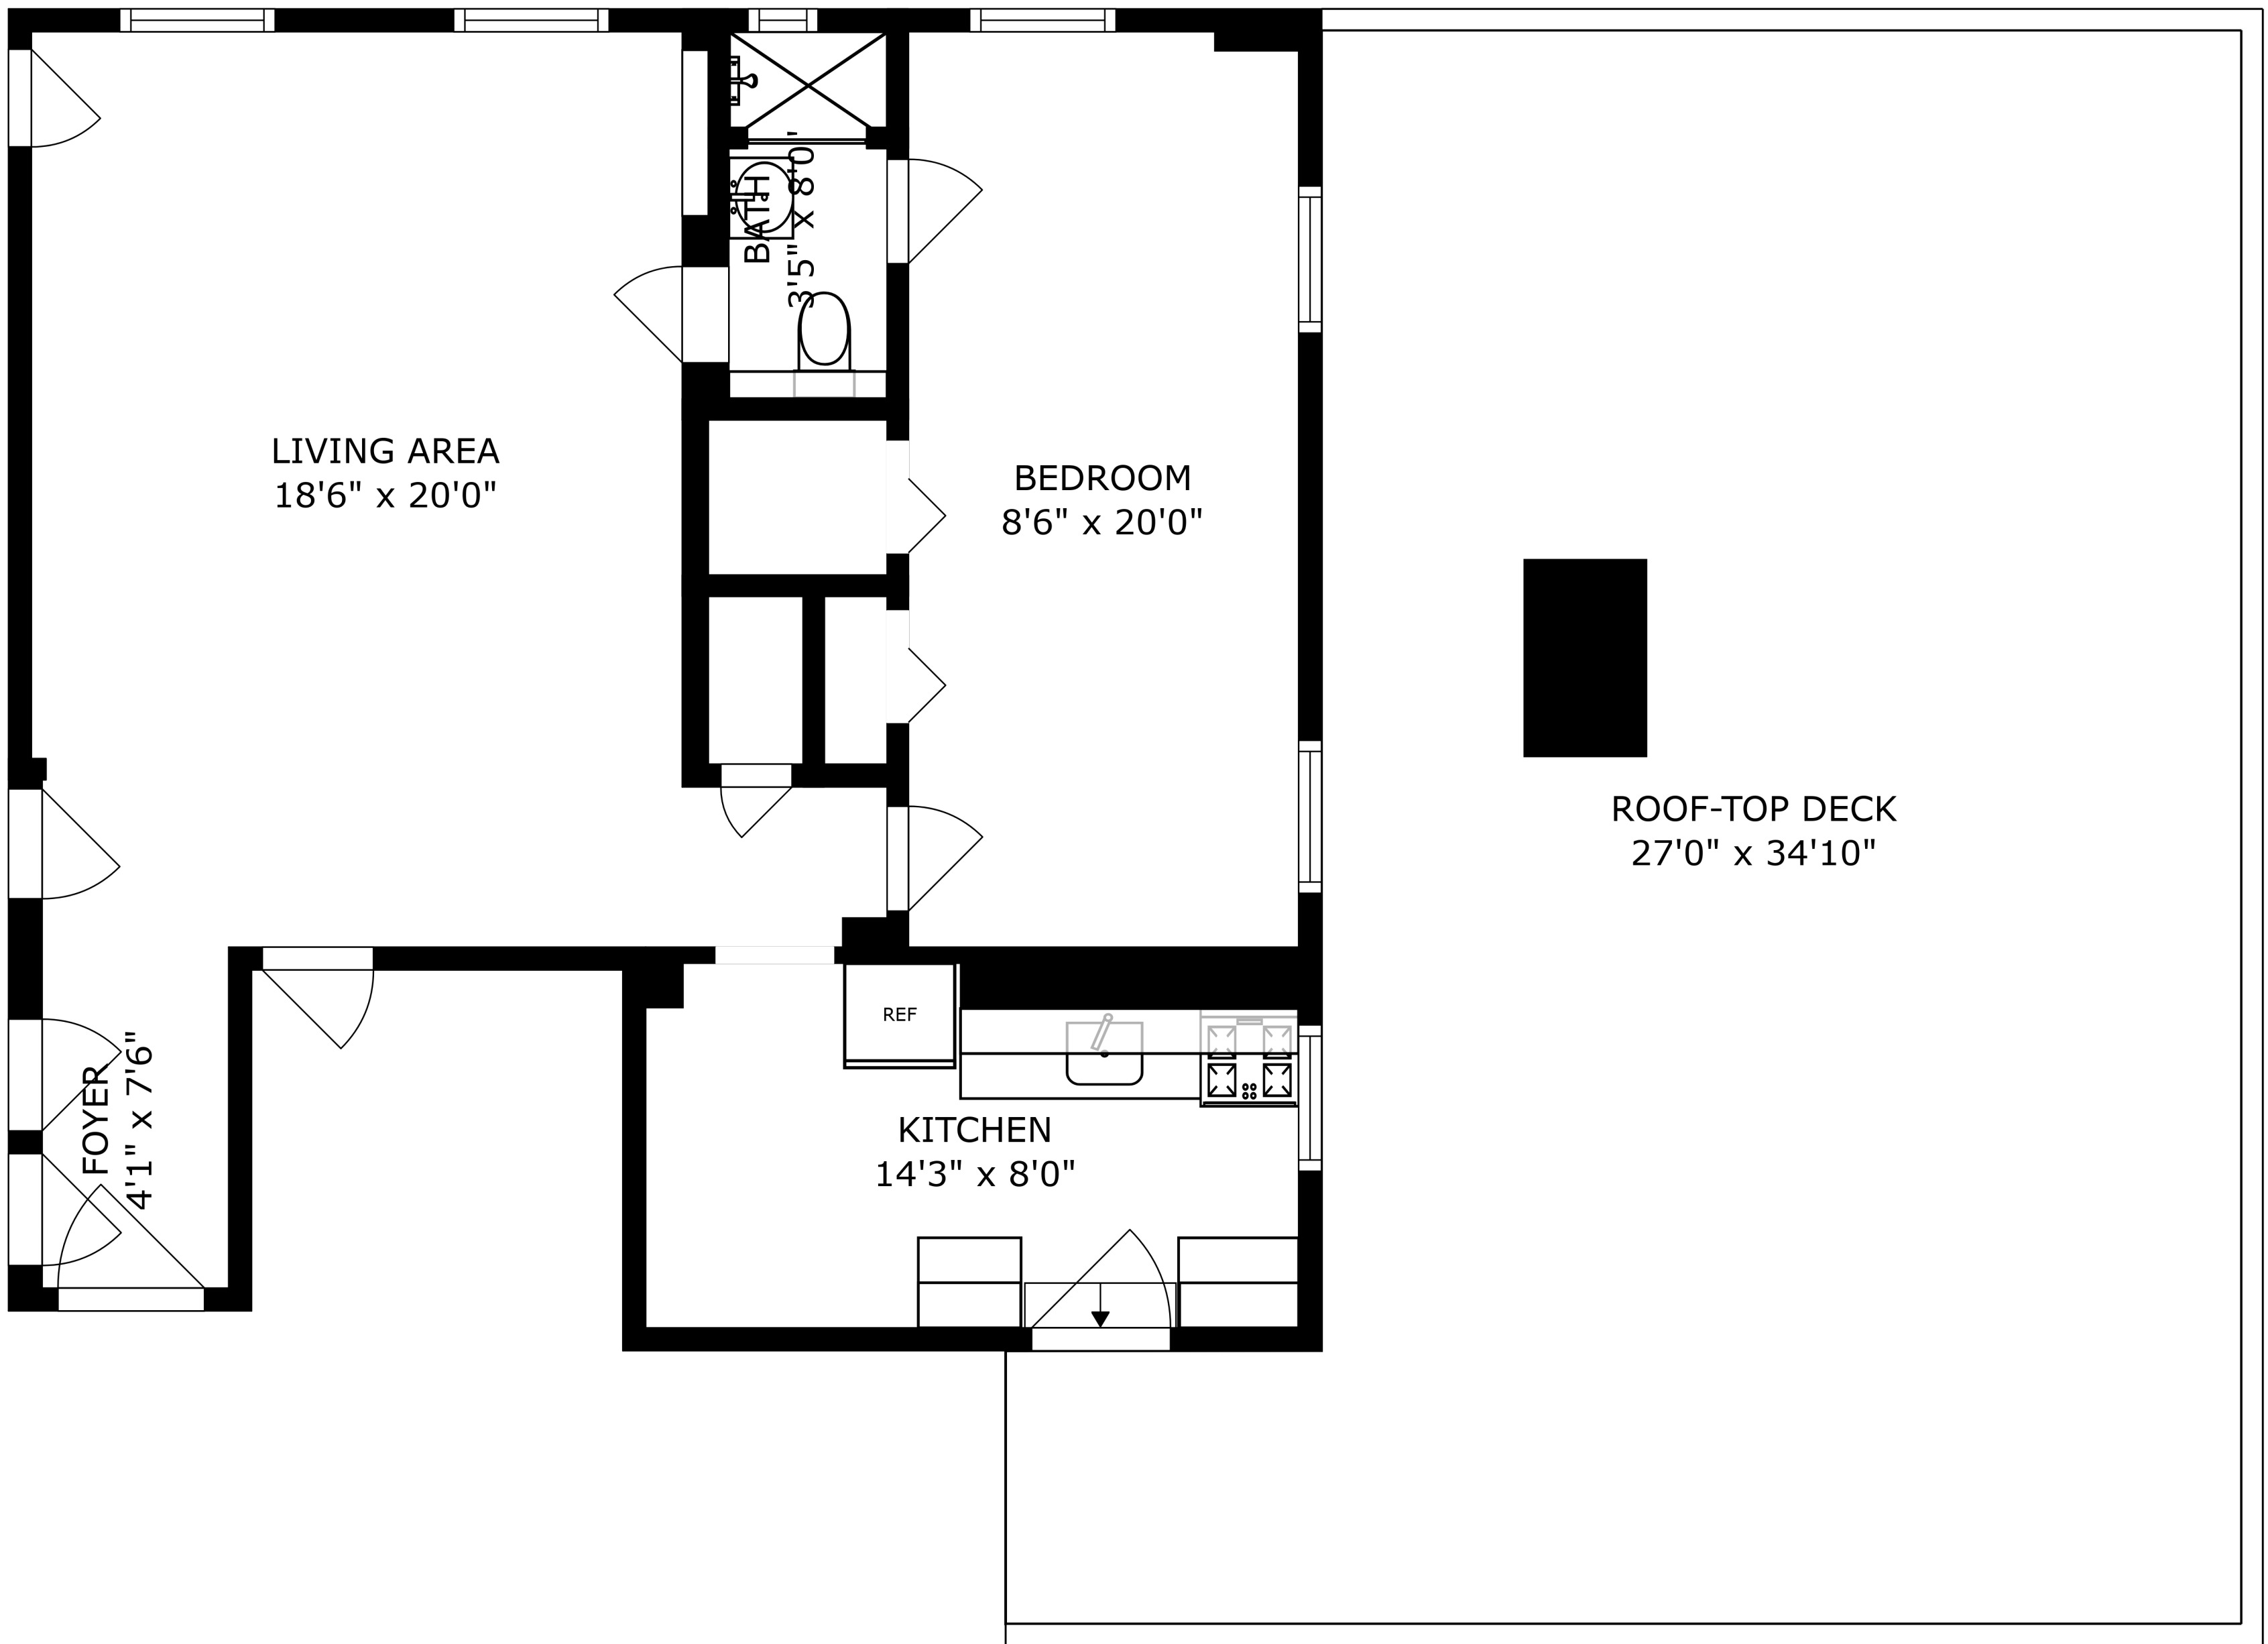 BATH
3'5" x 8'0"
LIVING AREA
18'6" x 20'0"
BEDROOM
8'6" x 20'0"
ROOF-TOP DECK
27'0" x 34'10"
REF
FOYER
4'1" x 7'6"
KITCHEN
14'3" x 8'0"